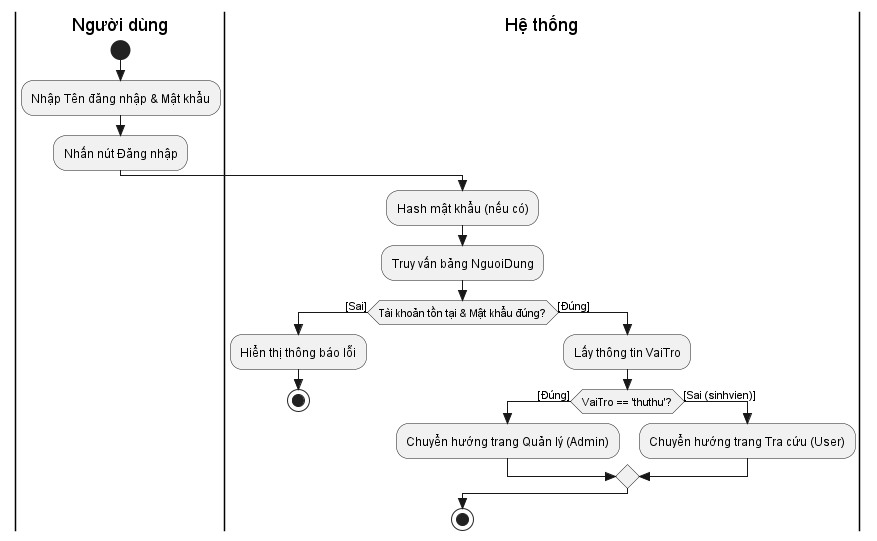 Người dùng
Hệ thống
Nhập Tên đăng nhập & Mật khẩu
Nhấn nút Đăng nhập
Hash mật khẩu (nếu có)
Truy vấn bảng NguoiDung
[Sai]
Tài khoản tồn tại & Mật khẩu đúng?
[Đúng]
Hiển thị thông báo lỗi
Lấy thông tin VaiTro
[Đúng]
VaiTro == 'thuthu'?
[Sai (sinhvien)]
Chuyển hướng trang Quản lý (Admin)
Chuyển hướng trang Tra cứu (User)